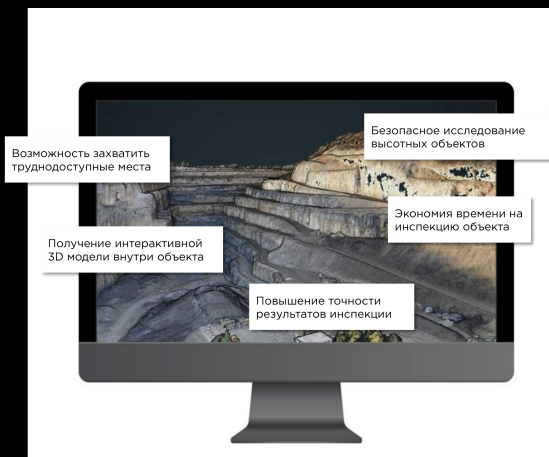 Безопасное исследование
высотных объектов
Возможность захватить
труднодоступные места
Экономия времени на
инспекцию объекта
Получение интерактивной
3D модели внутри объекта
Повышение точности
результатов инспекции